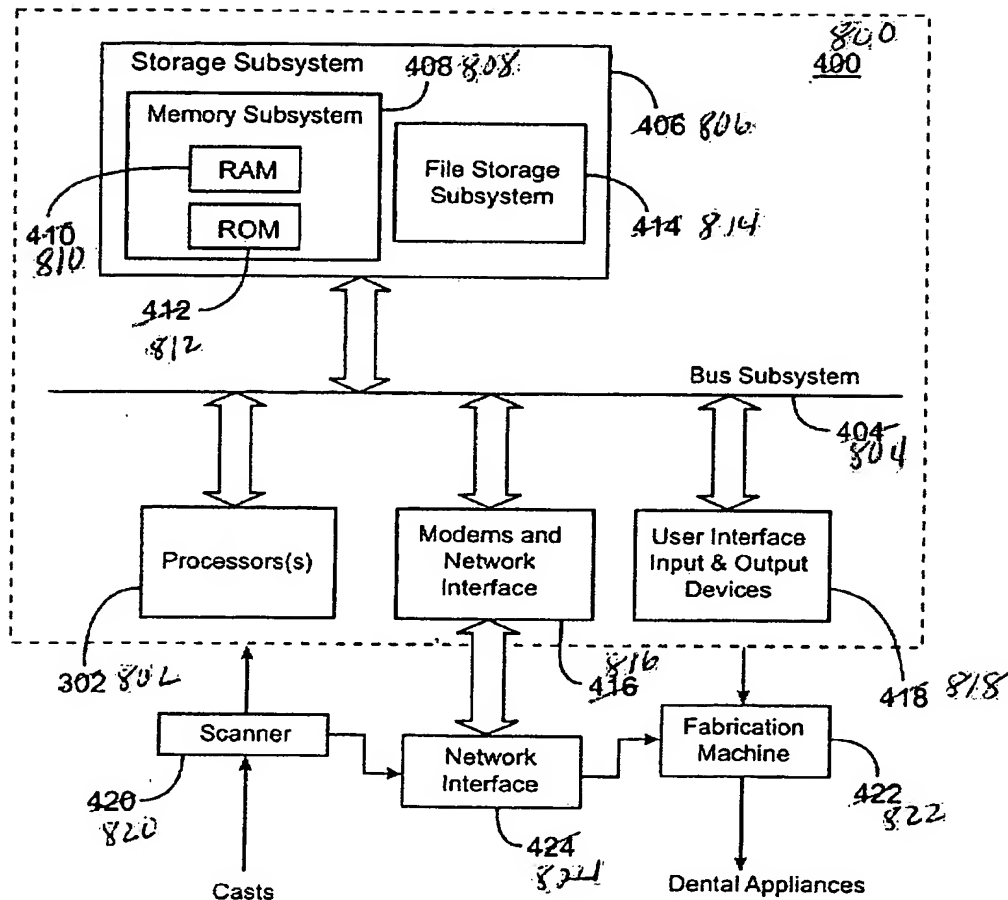 800
400
Storage Subsystem
408 808
Memory Subsystem
406 806
RAM
File Storage
Subsystem
ROM
410
810
414 814
412
812
Bus Subsystem
404
804
Processors(s)
Modems and
Network
Interface
User Interface
Input & Output
Devices
302 802
816
416
418 818
Scanner
Network
Interface
Fabrication
Machine
420
820
422
822
424
824
Casts
Dental Appliances